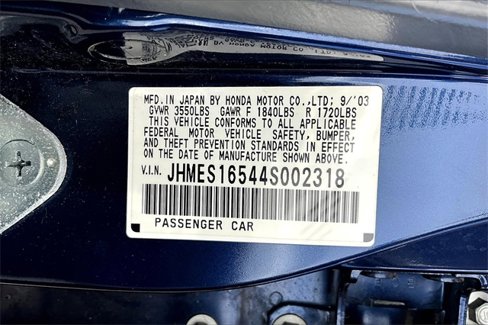 MFD.IN JAPAN BY HONDA MOTOR CO.,LTD; 9/'03
GVWR 3550LBS GAWR F 1840LBS R 1720LBS
THIS VEHICLE CONFORMS TO ALL APPLICABLE
FEDERAL MOTOR VEHICLE SAFETY, BUMPER,
AND THEFT PREVENTION STANDARDS IN EFFECT
ON THE DATE OF MANUFACTURE SHOWN ABOVE.
V.I.N. JHMES16544S002318
PASSENGER CAR